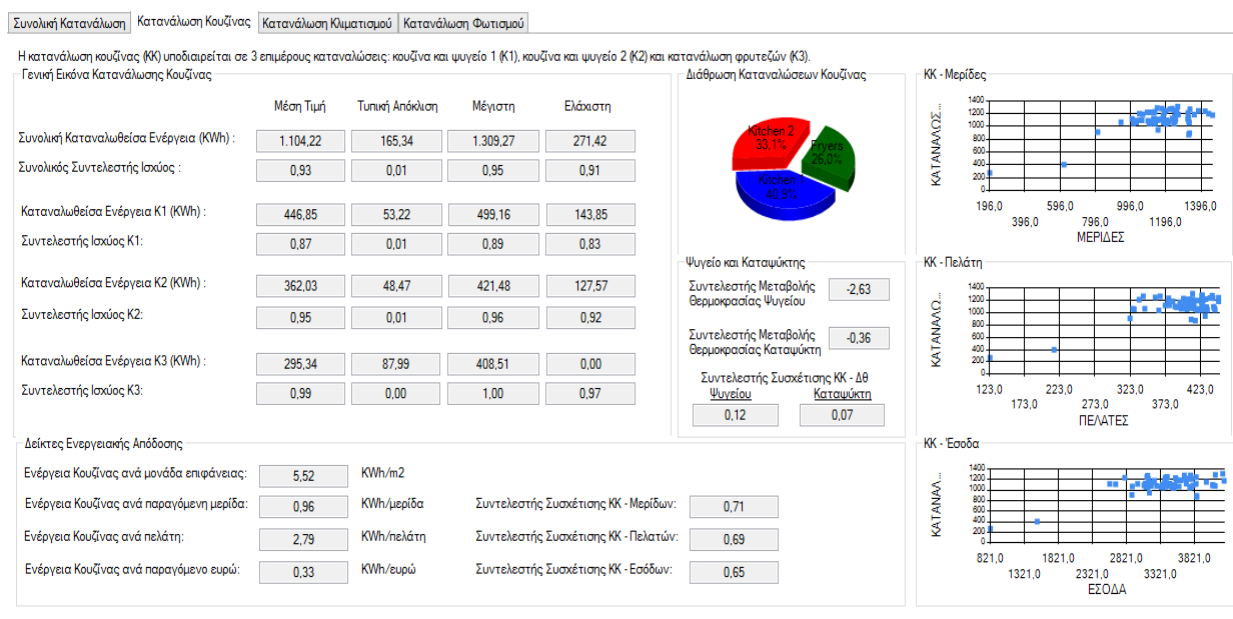 Συνολική Κατανάλωση Κατανάλωση Κουζίνας Κατανάλωση Κλιματισμού Κατανάλωση Φωτισμού
Η κατανάλωση κουζίνας (ΚΚ) υποδιαιρείται σε 3 επιμέρους καταναλώσεις: κουζίνα και ψυγείο 1 (Κ1), κουζίνα και ψυγείο 2 (Κ2) και κατανάλωση φρυτεζών (Κ3).
Γενική Εικόνα Κατανάλωσης Κουζίνας
Μέση Τιμή Τυπική Απόκλιση Μέγιστη Ελάχιστη
Συνολική Καταναλωθείσα Ενέργεια (KWh) : 1.104,22 165,34 1.309,27 271,42
Συνολικός Συντελεστής Ισχύος : 0,93 0,01 0,95 0,91
Καταναλωθείσα Ενέργεια Κ1 (KWh) : 446,85 53,22 499,16 143,85
Συντελεστής Ισχύος Κ1: 0,87 0,01 0,89 0,83
Καταναλωθείσα Ενέργεια Κ2 (KWh) : 362,03 48,47 421,48 127,57
Συντελεστής Ισχύος Κ2: 0,95 0,01 0,96 0,92
Καταναλωθείσα Ενέργεια Κ3 (KWh) : 295,34 87,99 408,51 0,00
Συντελεστής Ισχύος Κ3: 0,99 0,00 1,00 0,97
Διάθρωση Καταναλώσεων Κουζίνας
Kitchen 2
33,1%
Fryers
26,0%
Kitchen 1
40,9%
Ψυγείο και Καταψύκτης
Συντελεστής Μεταβολής
Θερμοκρασίας Ψυγείου -2,63
Συντελεστής Μεταβολής
Θερμοκρασίας Καταψύκτη -0,36
Συντελεστής Συσχέτισης ΚΚ - Δθ
Ψυγείου Καταψύκτη
0,12 0,07
ΚΚ - Μερίδες
ΚΑΤΑΝΑΛΩΣ...
1400
1200
1000
800
600
400
200
0
196,0 596,0 996,0 1396,0
396,0 796,0 1196,0
ΜΕΡΙΔΕΣ
ΚΚ - Πελάτη
ΚΑΤΑΝΑΛΩ...
1400
1200
1000
800
600
400
200
0
123,0 223,0 323,0 423,0
173,0 273,0 373,0
ΠΕΛΑΤΕΣ
ΚΚ - Έσοδα
ΚΑΤΑΝΑΛ...
1400
1200
1000
800
600
400
200
0
821,0 1821,0 2821,0 3821,0
1321,0 2321,0 3321,0
ΕΣΟΔΑ
Δείκτες Ενεργειακής Απόδοσης
Ενέργεια Κουζίνας ανά μονάδα επιφάνειας: 5,52 KWh/m2
Ενέργεια Κουζίνας ανά παραγόμενη μερίδα: 0,96 KWh/μερίδα Συντελεστής Συσχέτισης ΚΚ - Μερίδων: 0,71
Ενέργεια Κουζίνας ανά πελάτη: 2,79 KWh/πελάτη Συντελεστής Συσχέτισης ΚΚ - Πελατών: 0,69
Ενέργεια Κουζίνας ανά παραγόμενο ευρώ: 0,33 KWh/ευρώ Συντελεστής Συσχέτισης ΚΚ - Εσόδων: 0,65